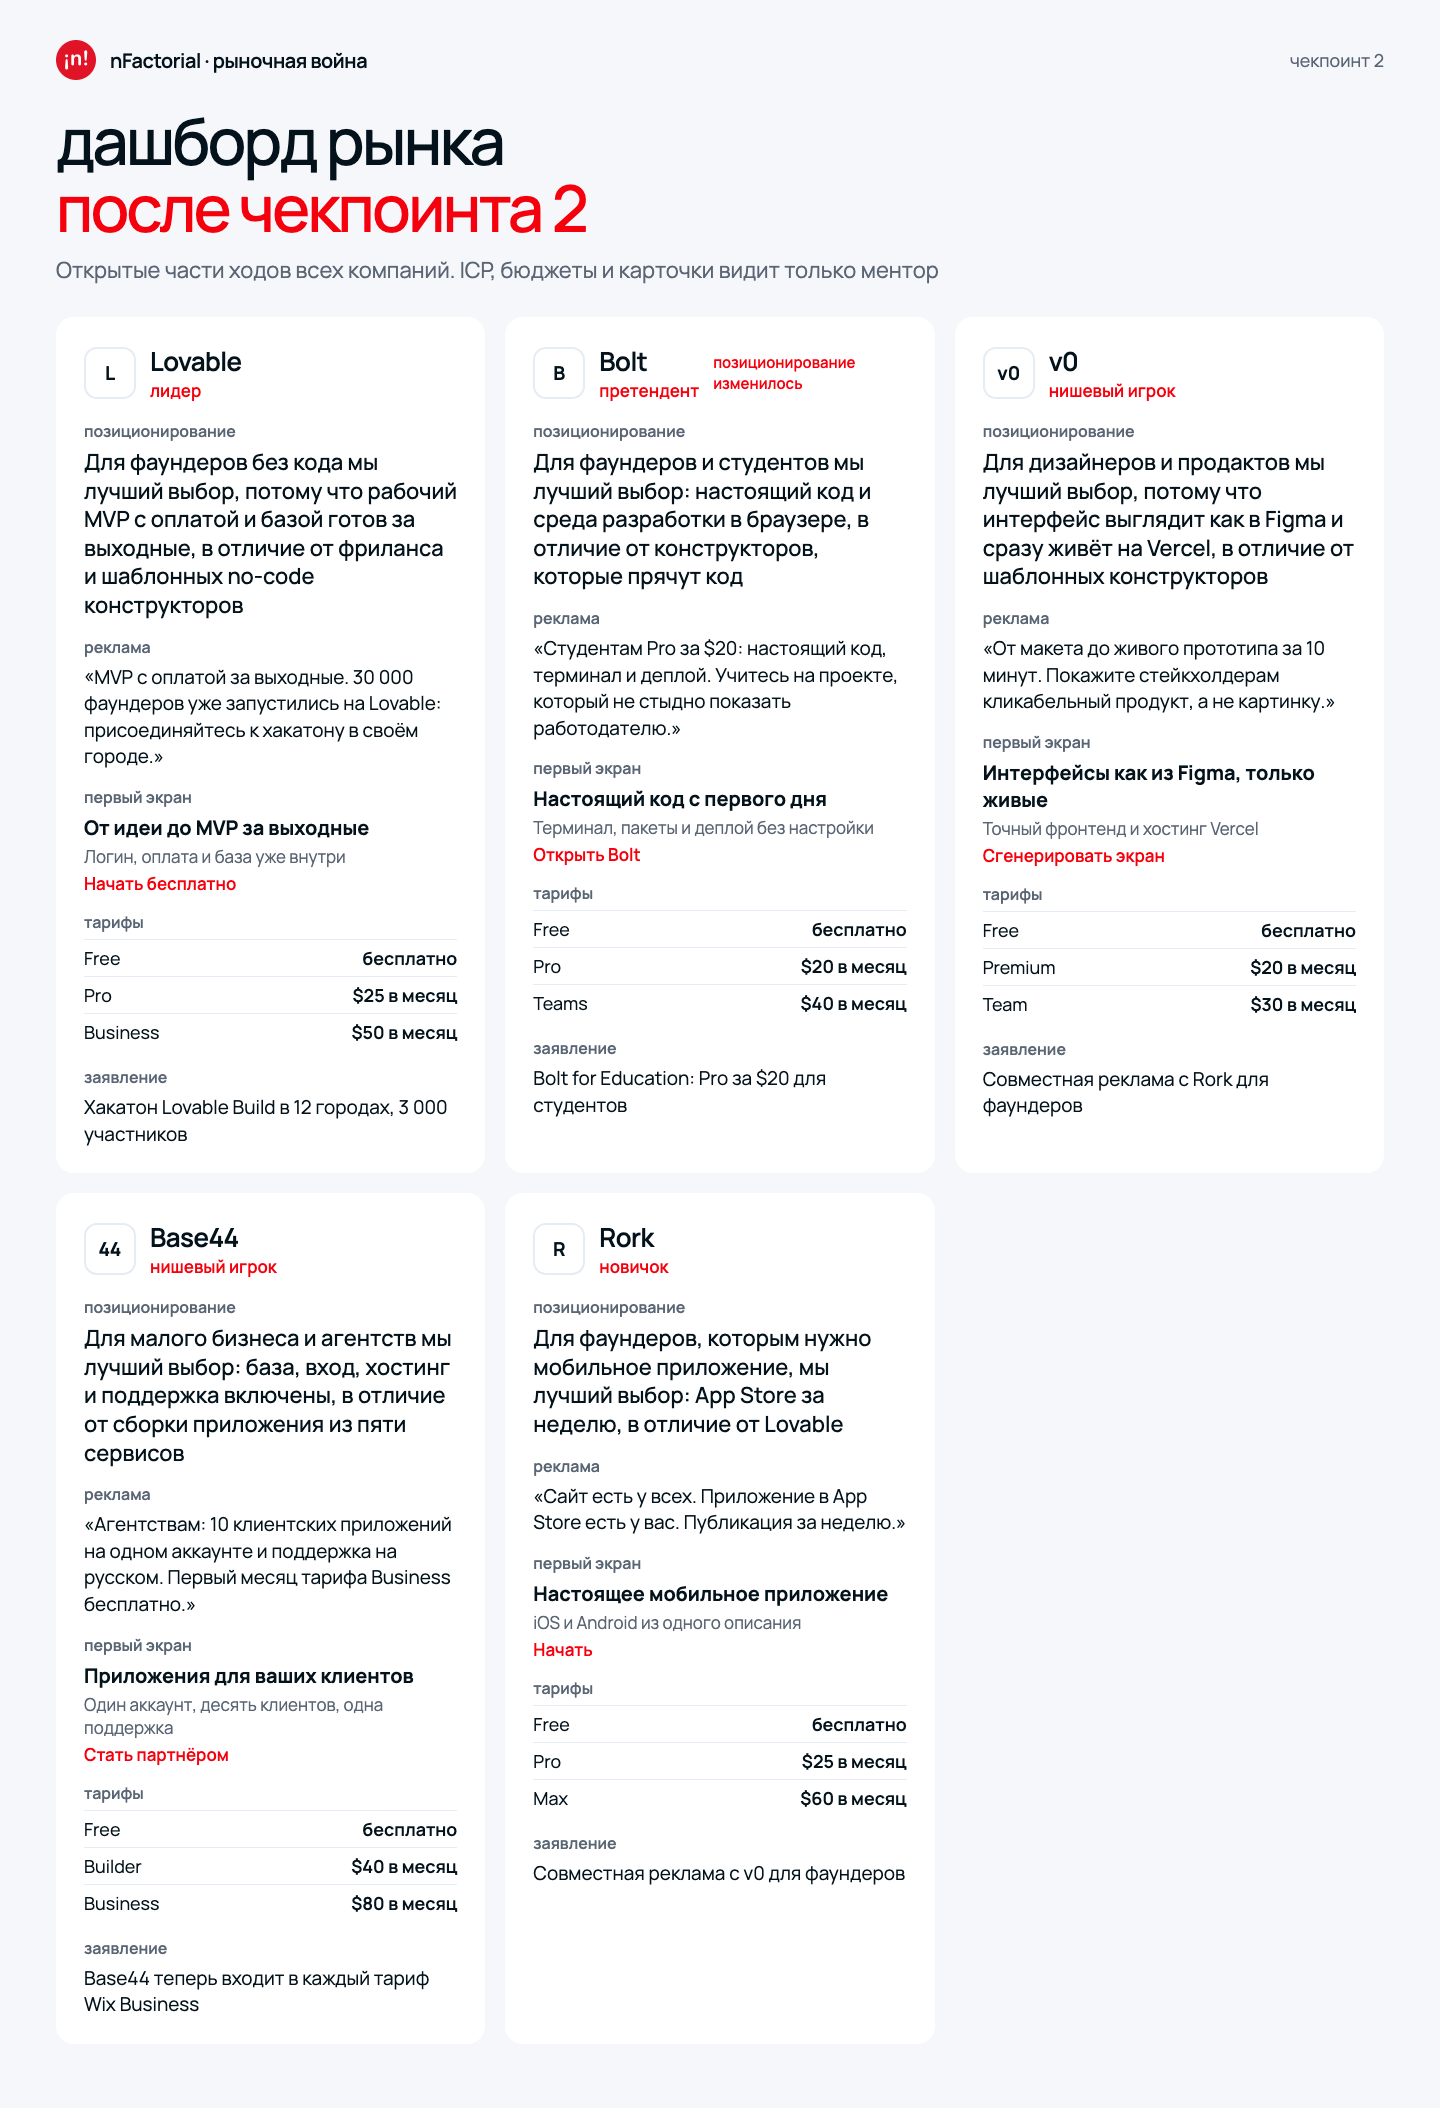 ¡n!
nFactorial · рыночная война
чекпоинт 2
дашборд рынка
после чекпоинта 2
Открытые части ходов всех компаний. ICP, бюджеты и карточки видит только ментор
L
Lovable
лидер
позиционирование
Для фаундеров без кода мы
лучший выбор, потому что рабочий
MVP с оплатой и базой готов за
выходные, в отличие от фриланса
и шаблонных no-code
конструкторов
реклама
«MVP с оплатой за выходные. 30 000
фаундеров уже запустились на Lovable:
присоединяйтесь к хакатону в своём
городе.»
первый экран
От идеи до MVP за выходные
Логин, оплата и база уже внутри
Начать бесплатно
тарифы
Free бесплатно
Pro $25 в месяц
Business $50 в месяц
заявление
Хакатон Lovable Build в 12 городах, 3 000
участников
B
Bolt
претендент
позиционирование
изменилось
позиционирование
Для фаундеров и студентов мы
лучший выбор: настоящий код и
среда разработки в браузере, в
отличие от конструкторов,
которые прячут код
реклама
«Студентам Pro за $20: настоящий код,
терминал и деплой. Учитесь на проекте,
который не стыдно показать
работодателю.»
первый экран
Настоящий код с первого дня
Терминал, пакеты и деплой без настройки
Открыть Bolt
тарифы
Free бесплатно
Pro $20 в месяц
Teams $40 в месяц
заявление
Bolt for Education: Pro за $20 для
студентов
v0
v0
нишевый игрок
позиционирование
Для дизайнеров и продактов мы
лучший выбор, потому что
интерфейс выглядит как в Figma и
сразу живёт на Vercel, в отличие от
шаблонных конструкторов
реклама
«От макета до живого прототипа за 10
минут. Покажите стейкхолдерам
кликабельный продукт, а не картинку.»
первый экран
Интерфейсы как из Figma, только
живые
Точный фронтенд и хостинг Vercel
Сгенерировать экран
тарифы
Free бесплатно
Premium $20 в месяц
Team $30 в месяц
заявление
Совместная реклама с Rork для
фаундеров
44
Base44
нишевый игрок
позиционирование
Для малого бизнеса и агентств мы
лучший выбор: база, вход, хостинг
и поддержка включены, в отличие
от сборки приложения из пяти
сервисов
реклама
«Агентствам: 10 клиентских приложений
на одном аккаунте и поддержка на
русском. Первый месяц тарифа Business
бесплатно.»
первый экран
Приложения для ваших клиентов
Один аккаунт, десять клиентов, одна
поддержка
Стать партнёром
тарифы
Free бесплатно
Builder $40 в месяц
Business $80 в месяц
заявление
Base44 теперь входит в каждый тариф
Wix Business
R
Rork
новичок
позиционирование
Для фаундеров, которым нужно
мобильное приложение, мы
лучший выбор: App Store за
неделю, в отличие от Lovable
реклама
«Сайт есть у всех. Приложение в App
Store есть у вас. Публикация за неделю.»
первый экран
Настоящее мобильное приложение
iOS и Android из одного описания
Начать
тарифы
Free бесплатно
Pro $25 в месяц
Max $60 в месяц
заявление
Совместная реклама с v0 для фаундеров